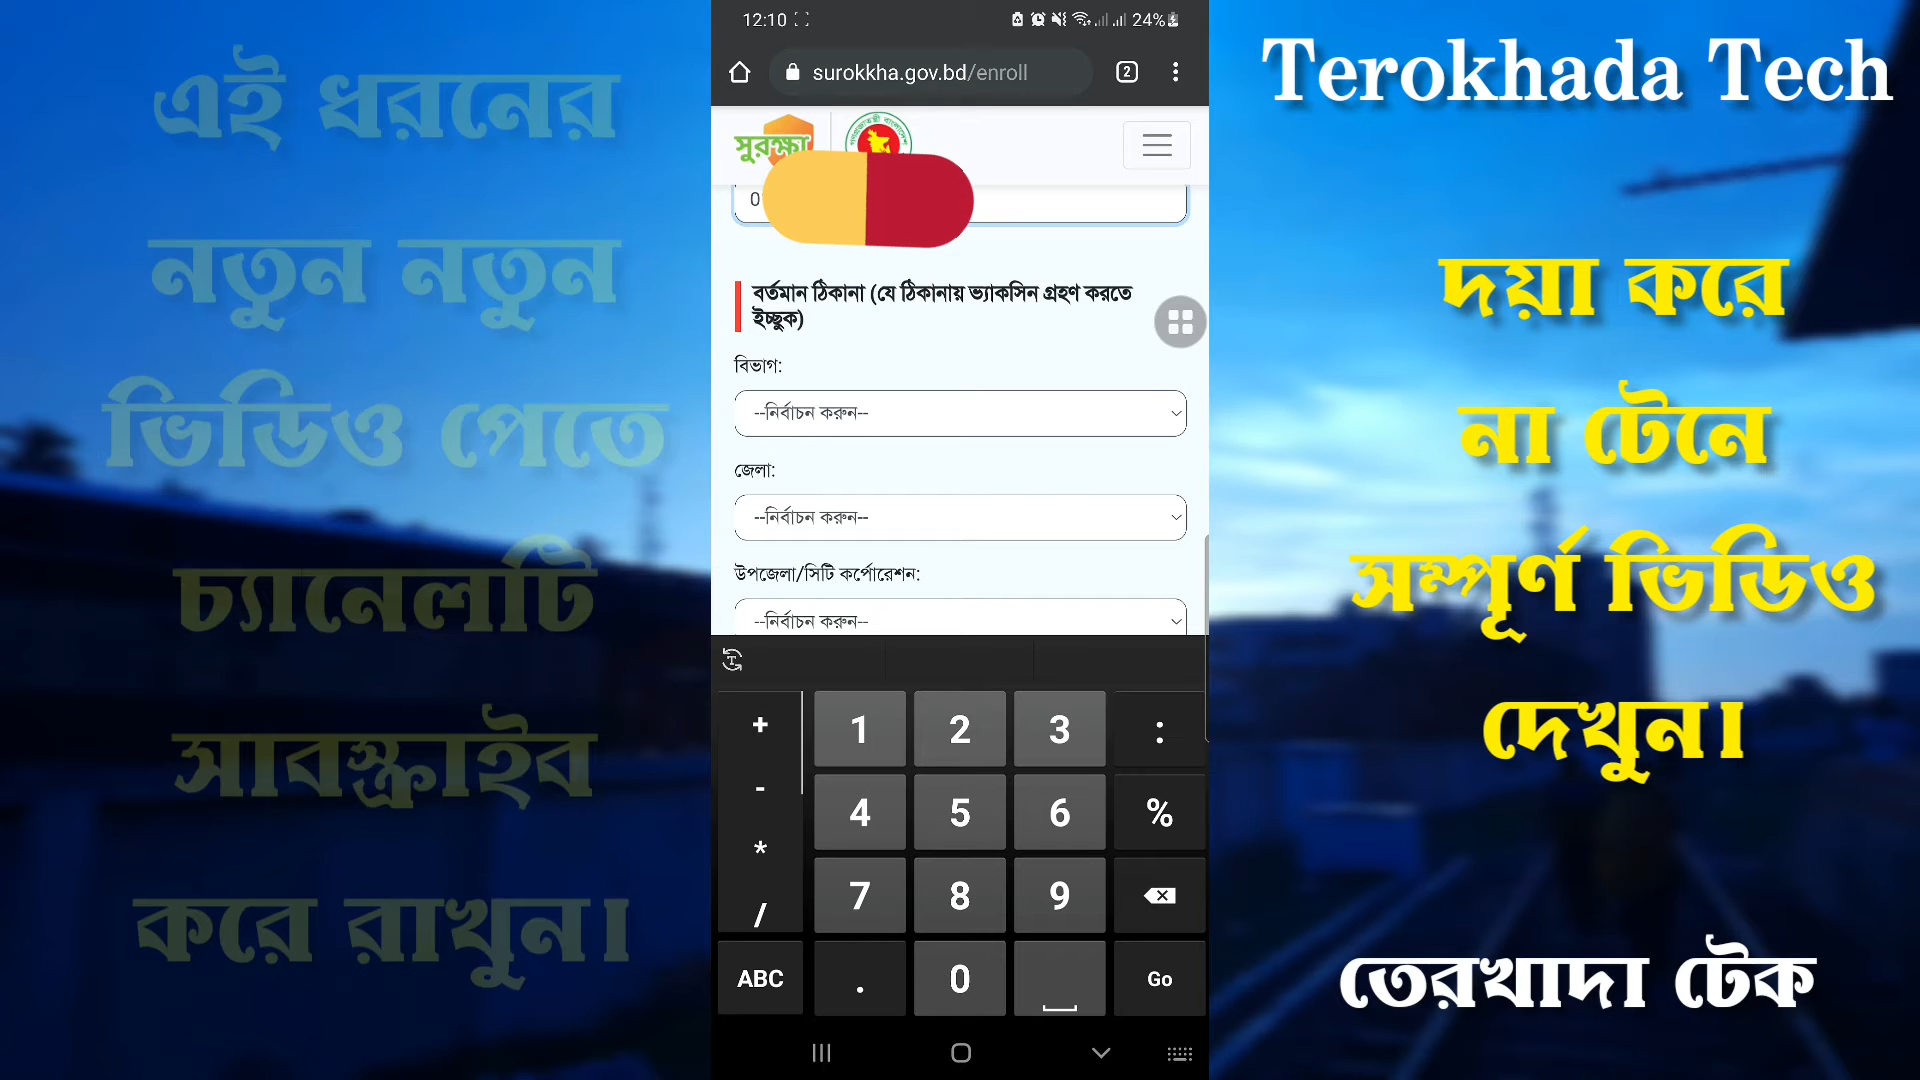 এই ধরনের
নতুন নতুন
ভিডিও পেতে
চ্যানেলটি
সাবস্ক্রাইব
করে রাখুন।
12:10
24%
surokkha.gov.bd/enroll
2
সুরক্ষা
0
বর্তমান ঠিকানা (যে ঠিকানায় ভ্যাকসিন গ্রহণ করতে
ইচ্ছুক)
বিভাগ:
--নির্বাচন করুন--
জেলা:
--নির্বাচন করুন--
উপজেলা/সিটি কর্পোরেশন:
--নির্বাচন করুন--
+ 1 2 3 :
- 4 5 6 %
* 7 8 9
/
ABC . 0 Go
Terokhada Tech
দয়া করে
না টেনে
সম্পূর্ণ ভিডিও
দেখুন।
তেরখাদা টেক